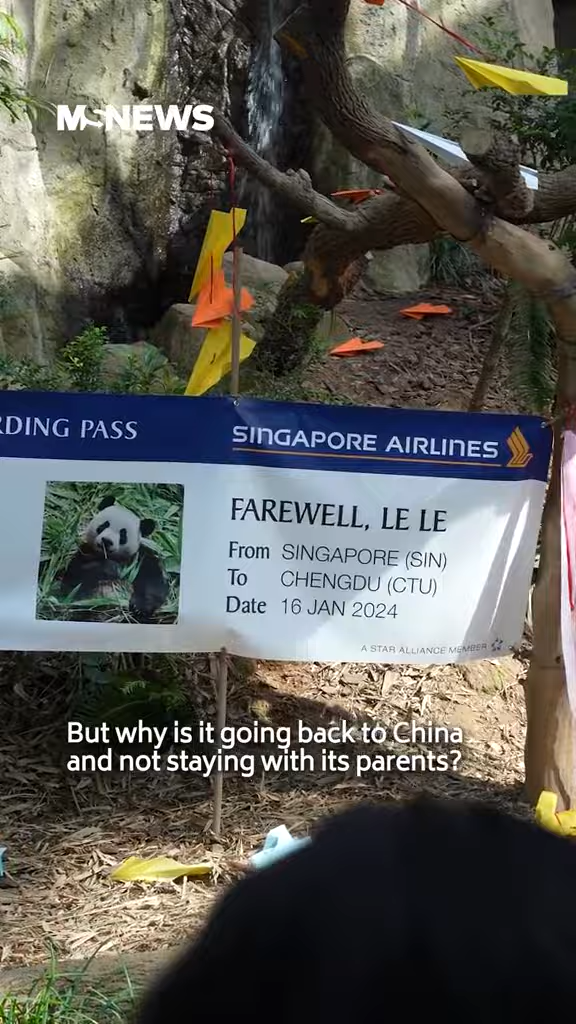 MSNEWS
RDING PASS
SINGAPORE AIRLINES
FAREWELL, LE LE
From SINGAPORE (SIN)
To CHENGDU (CTU)
Date 16 JAN 2024
A STAR ALLIANCE MEMBER
But why is it going back to China
and not staying with its parents?